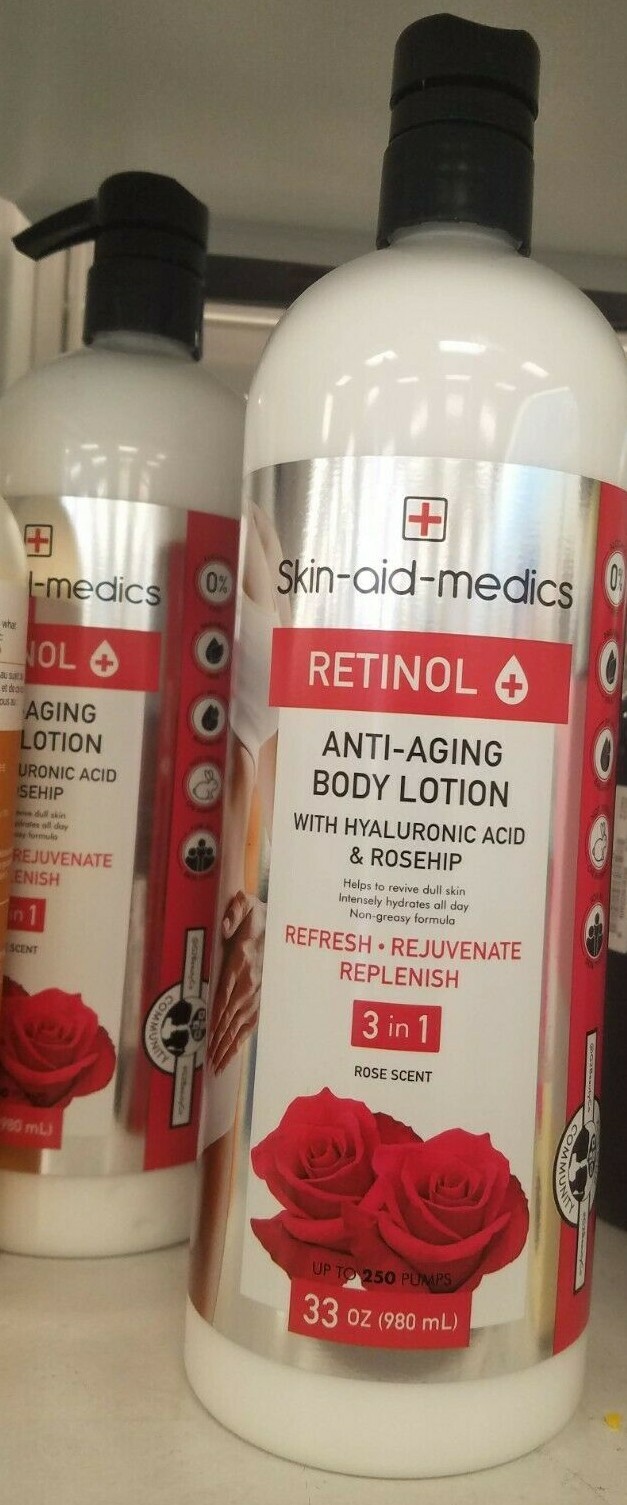 Skin-aid-medics
RETINOL
ANTI-AGING
BODY LOTION
WITH HYALURONIC ACID
& ROSEHIP
Helps to revive dull skin
Intensely hydrates all day
Non-greasy formula
REFRESH • REJUVENATE
REPLENISH
3 in 1
ROSE SCENT
UP TO 250 PUMPS
33 OZ (980 mL)
0%
COMMUNITY
-medics
0%
NOL
-AGING
LOTION
URONIC ACID
SEHIP
REJUVENATE
ENISH
in 1
SCENT
980 mL)
COMMUNITY